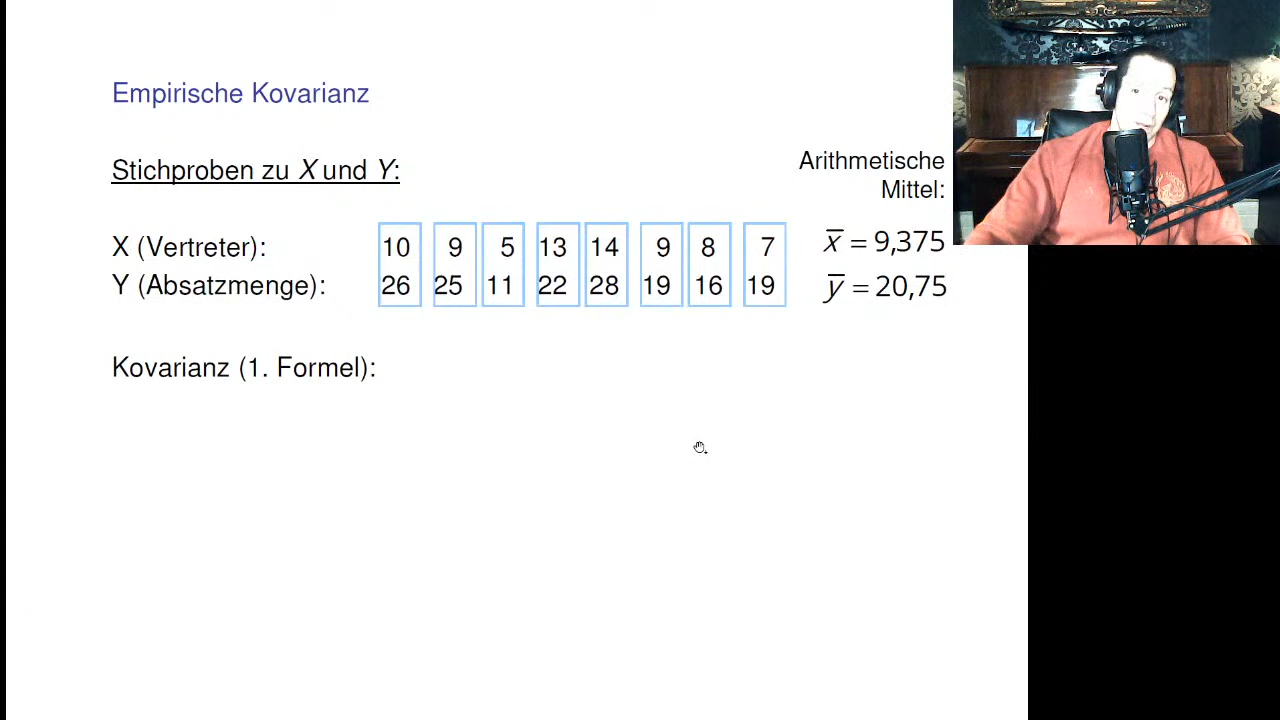 Empirische Kovarianz
Stichproben zu X und Y:
Arithmetische
Mittel:
X (Vertreter): 10 9 5 13 14 9 8 7 x̅ = 9,375
Y (Absatzmenge): 26 25 11 22 28 19 16 19 y̅ = 20,75
Kovarianz (1. Formel):